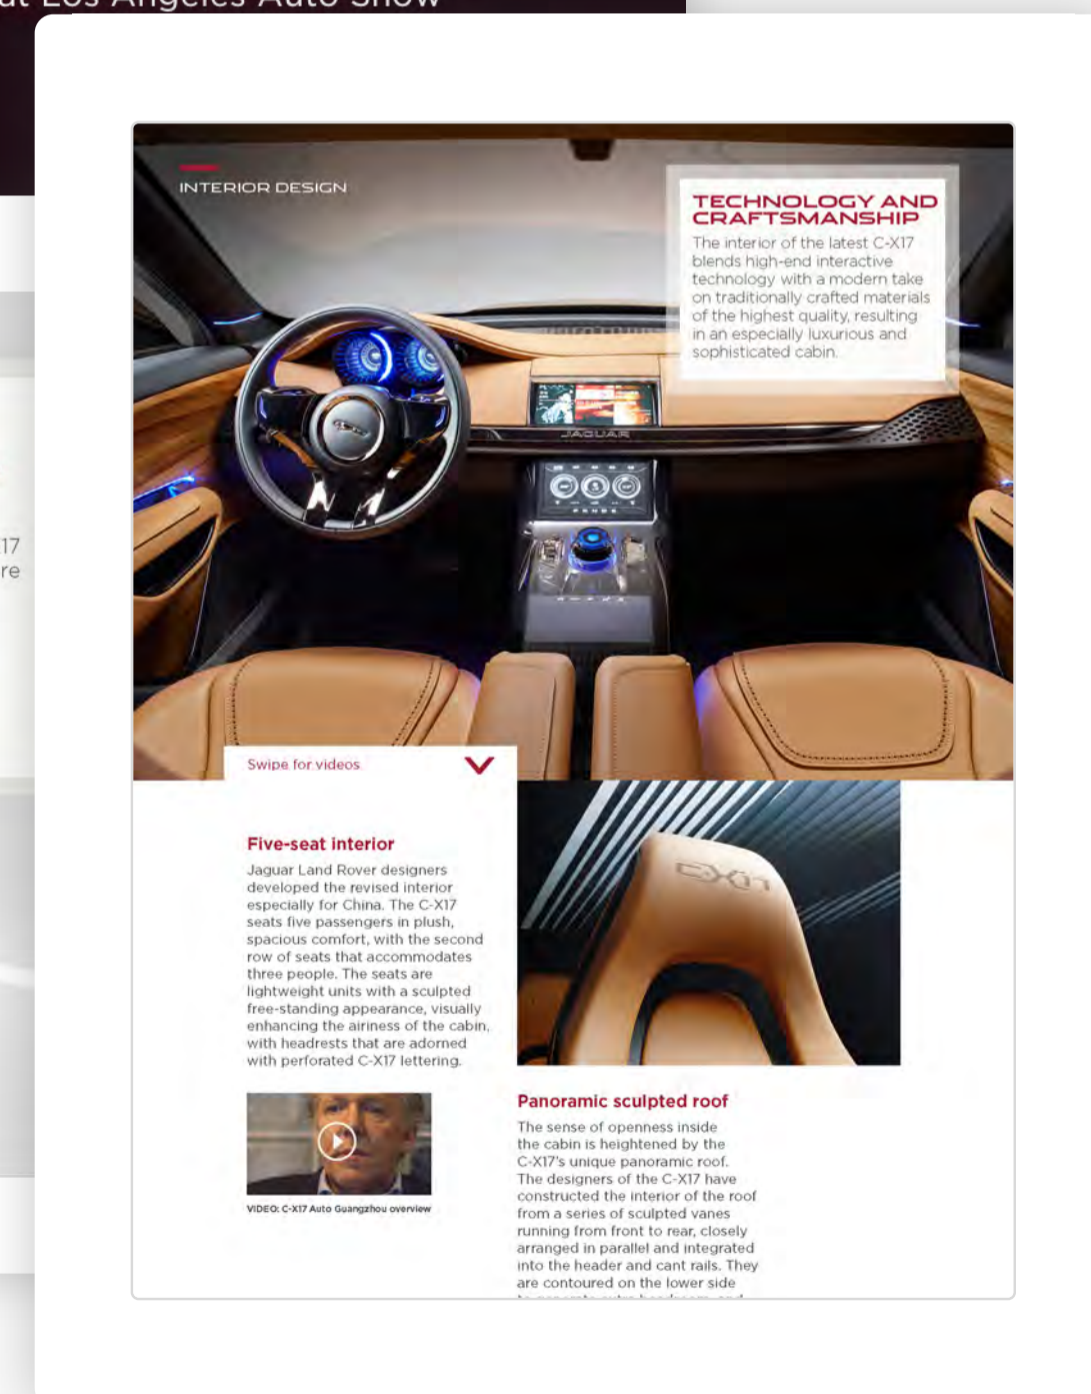 at Los Angeles Auto Show
17
re
INTERIOR DESIGN
TECHNOLOGY AND
CRAFTSMANSHIP
The interior of the latest C-X17
blends high-end interactive
technology with a modern take
on traditionally crafted materials
of the highest quality, resulting
in an especially luxurious and
sophisticated cabin.
JAGUAR
Swipe for videos
Five-seat interior
Jaguar Land Rover designers
developed the revised interior
especially for China. The C-X17
seats five passengers in plush,
spacious comfort, with the second
row of seats that accommodates
three people. The seats are
lightweight units with a sculpted
free-standing appearance, visually
enhancing the airiness of the cabin,
with headrests that are adorned
with perforated C-X17 lettering.
VIDEO: C-X17 Auto Guangzhou overview
C-X17
Panoramic sculpted roof
The sense of openness inside
the cabin is heightened by the
C-X17's unique panoramic roof.
The designers of the C-X17 have
constructed the interior of the roof
from a series of sculpted vanes
running from front to rear, closely
arranged in parallel and integrated
into the header and cant rails. They
are contoured on the lower side